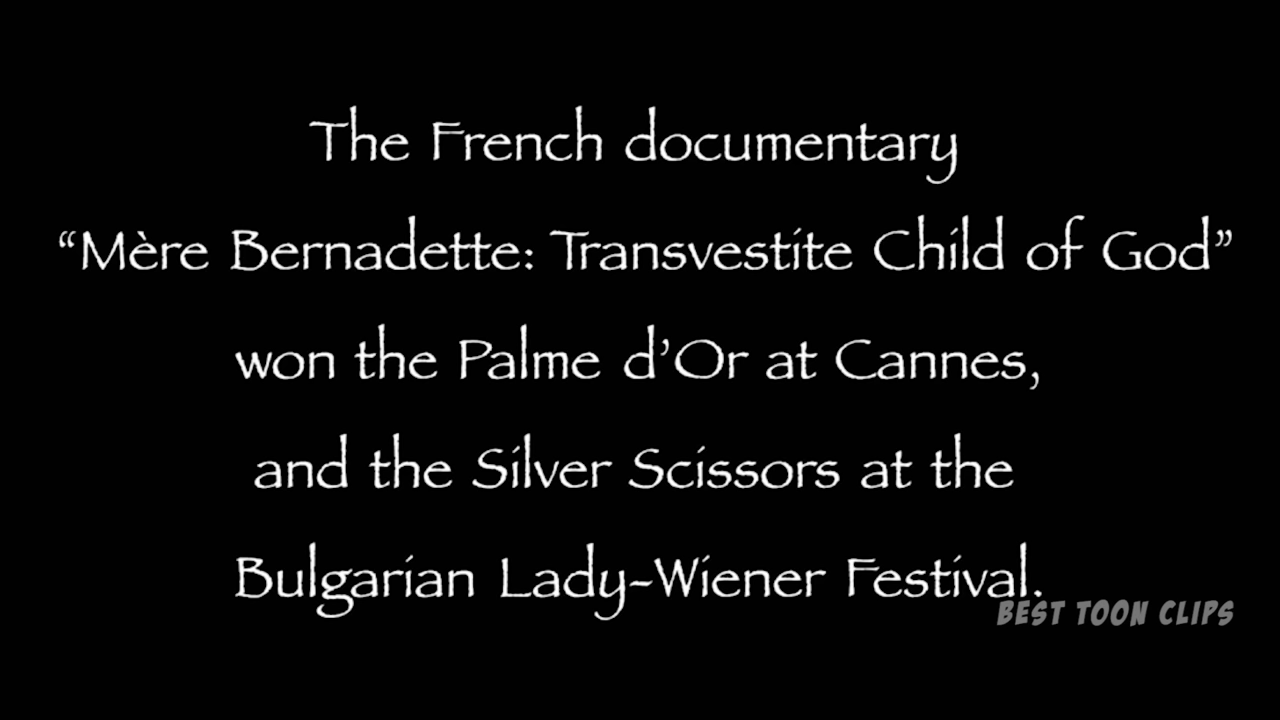 The French documentary
“Mère Bernadette: Transvestite Child of God”
won the Palme d’Or at Cannes,
and the Silver Scissors at the
Bulgarian Lady-Wiener Festival.
BEST TOON CLIPS